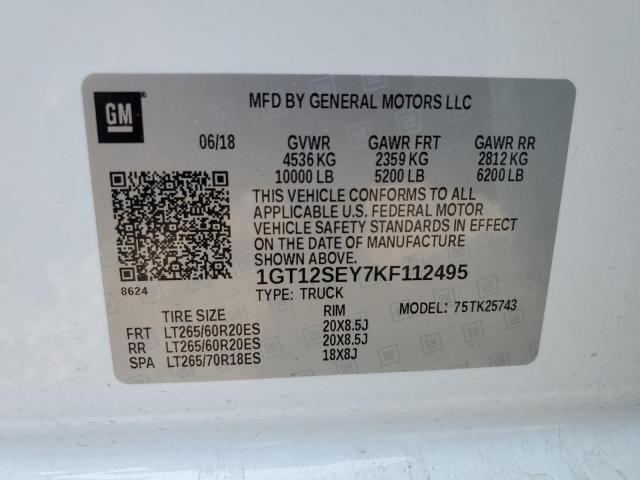 GM
MFD BY GENERAL MOTORS LLC
06/18 GVWR GAWR FRT GAWR RR
4536 KG 2359 KG 2812 KG
10000 LB 5200 LB 6200 LB
THIS VEHICLE CONFORMS TO ALL
APPLICABLE U.S. FEDERAL MOTOR
VEHICLE SAFETY STANDARDS IN EFFECT
ON THE DATE OF MANUFACTURE
SHOWN ABOVE.
8624
1GT12SEY7KF112495
TYPE: TRUCK MODEL: 75TK25743
TIRE SIZE RIM
FRT LT265/60R20ES 20X8.5J
RR LT265/60R20ES 20X8.5J
SPA LT265/70R18ES 18X8J